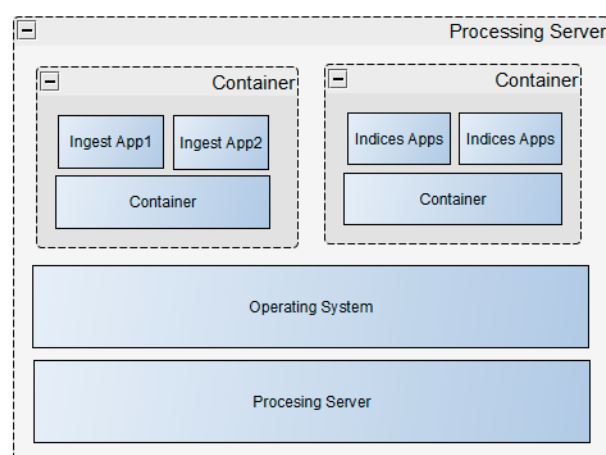 Processing Server
Container
Container
Ingest App1
Ingest App2
Indices Apps
Indices Apps
Container
Container
Operating System
Procesing Server